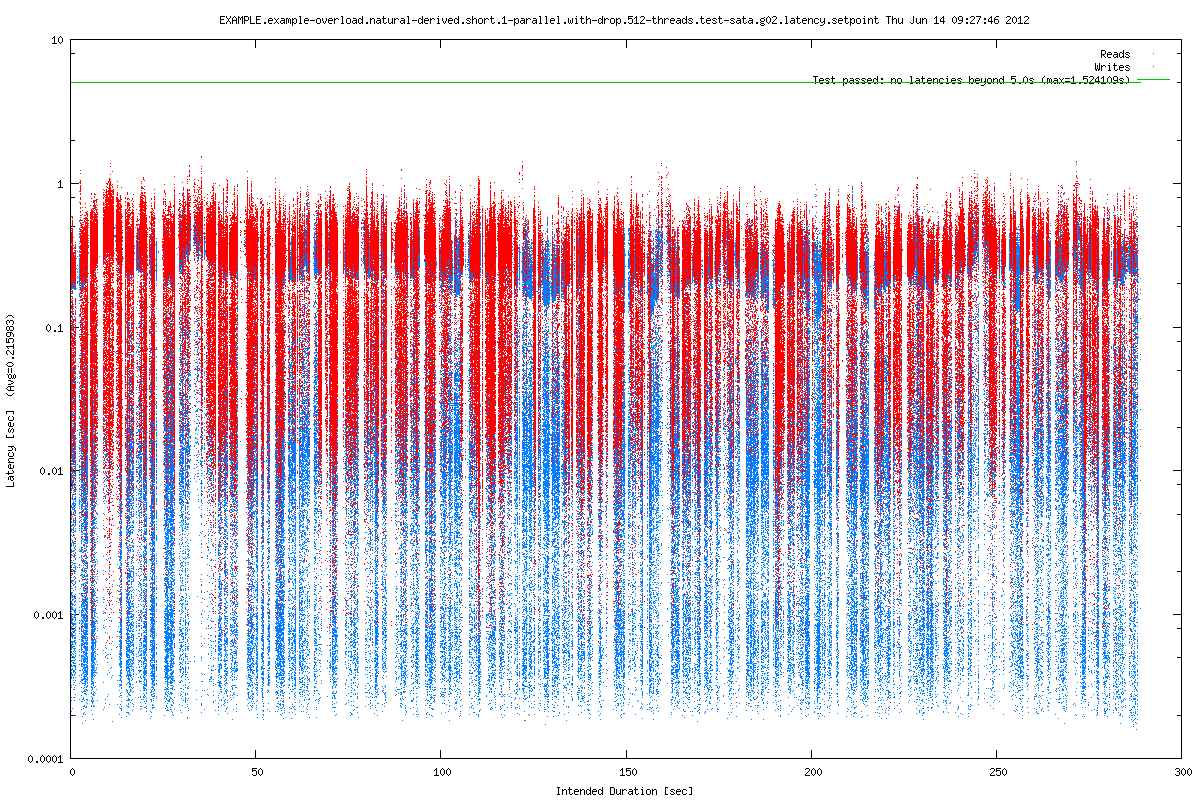 EXAMPLE.example-overload.natural-derived.short.1-parallel.with-drop.512-threads.test-sata.g02.latency.setpoint Thu Jun 14 09:27:46 2012
10
Reads
Writes
Test passed: no latencies beyond 5.0s (max=1.524109s)
1
0.1
0.01
0.001
0.0001
Latency [sec] (Avg=0.215983)
0 50 100 150 200 250 300
Intended Duration [sec]